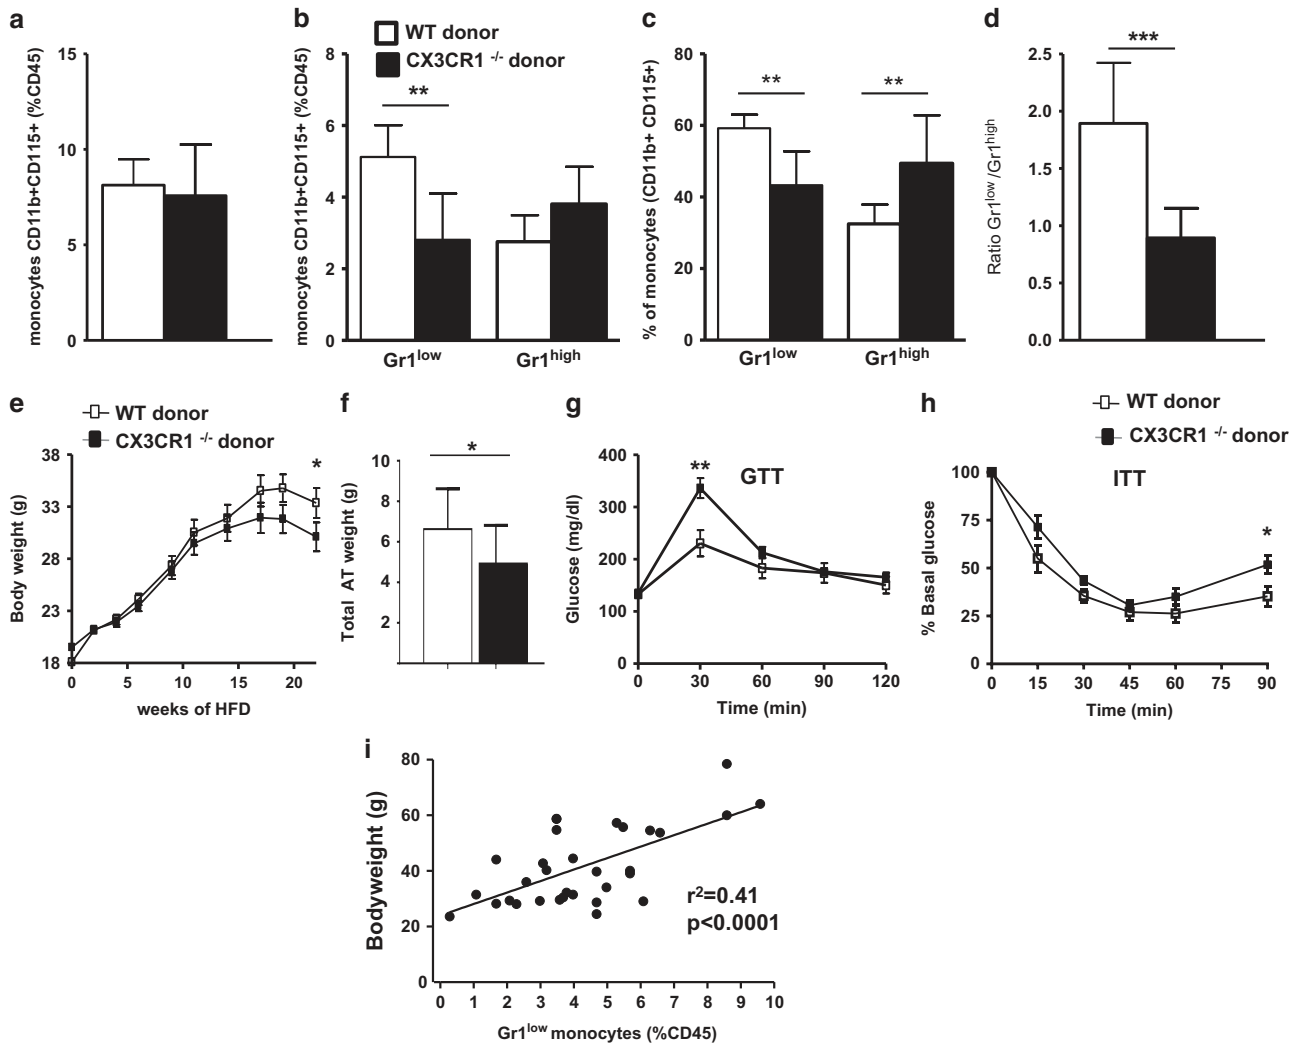 a
monocytes CD11b+CD115+ (%CD45)
15
10
5
0
b
WT donor
CX3CR1 -/- donor
monocytes CD11b+CD115+ (%CD45)
8
6
4
2
0
**
Gr1low
Gr1high
c
% of monocytes (CD11b+ CD115+)
80
60
40
20
0
**
**
Gr1low
Gr1high
d
Ratio Gr1low/Gr1high
2.5
2.0
1.5
1.0
0.5
0.0
***
e
WT donor
CX3CR1 -/- donor
Body weight (g)
38
33
28
23
18
*
0 5 10 15 20
weeks of HFD
f
Total AT weight (g)
10
8
6
4
2
*
g
Glucose (mg/dl)
400
300
200
100
0
**
GTT
0 30 60 90 120
Time (min)
h
WT donor
CX3CR1 -/- donor
% Basal glucose
100
75
50
25
0
ITT
*
0 15 30 45 60 75 90
Time (min)
i
Bodyweight (g)
80
60
40
20
0
r2=0.41
p<0.0001
0 1 2 3 4 5 6 7 8 9 10
Gr1low monocytes (%CD45)